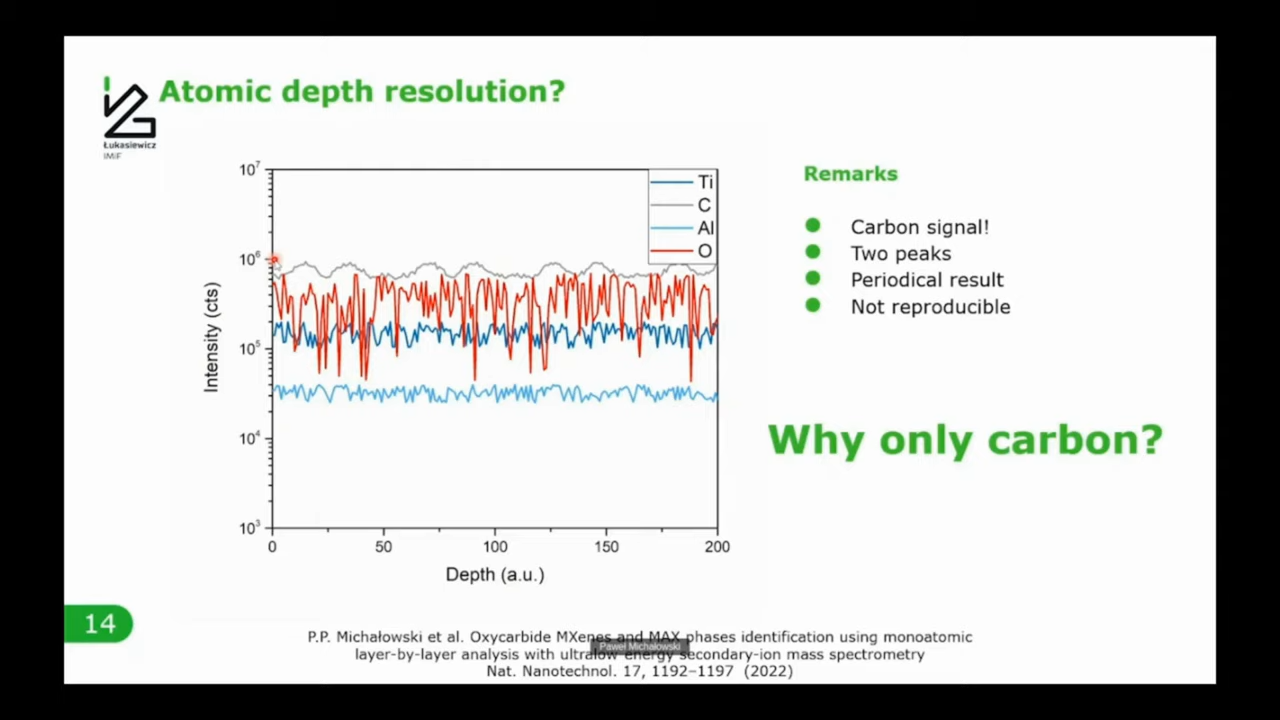 Atomic depth resolution?
Łukasiewicz
IMiF
10⁷
10⁶
10⁵
10⁴
10³
Intensity (cts)
0 50 100 150 200
Depth (a.u.)
Ti
C
Al
O
Remarks
Carbon signal!
Two peaks
Periodical result
Not reproducible
Why only carbon?
14
P.P. Michałowski et al. Oxycarbide MXenes and MAX phases identification using monoatomic
layer-by-layer analysis with ultralow energy secondary-ion mass spectrometry
Nat. Nanotechnol. 17, 1192–1197 (2022)
Paweł Michałowski